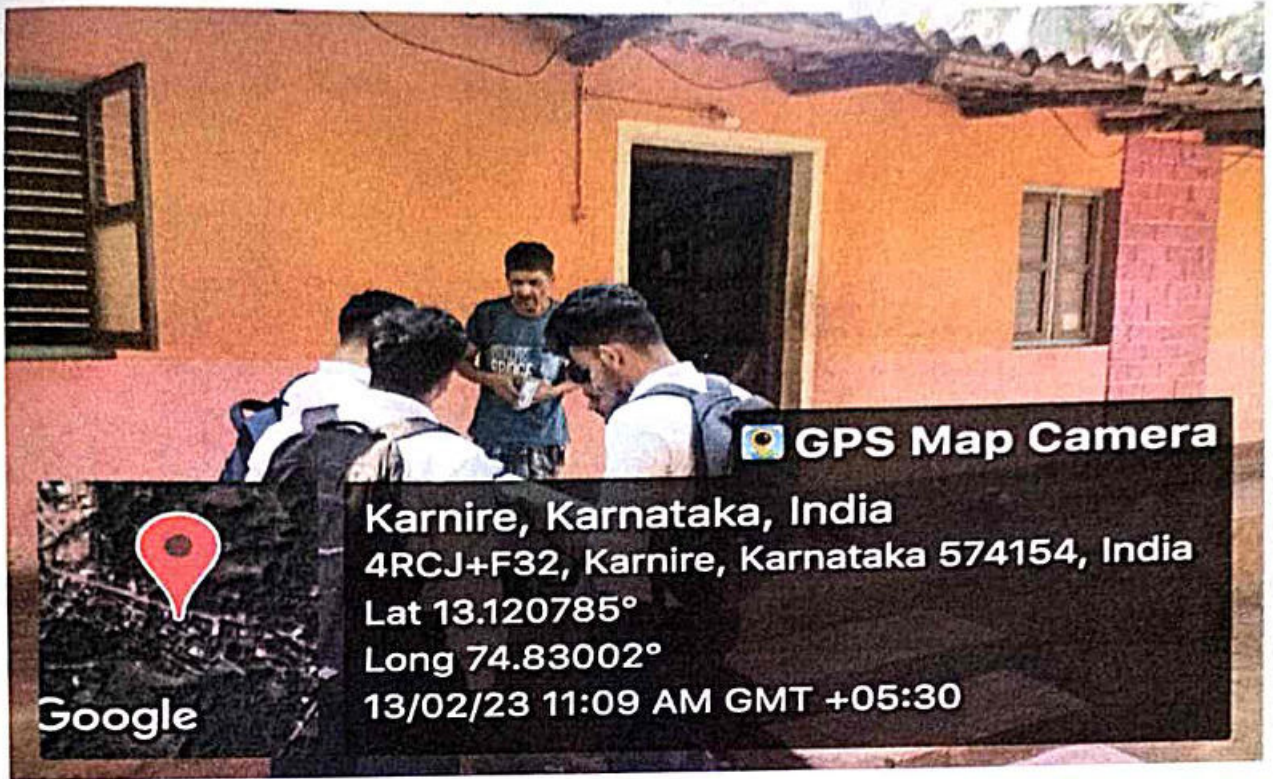 GPS Map Camera
Karnire, Karnataka, India
4RCJ+F32, Karnire, Karnataka 574154, India
Lat 13.120785°
Long 74.83002°
13/02/23 11:09 AM GMT +05:30
Google